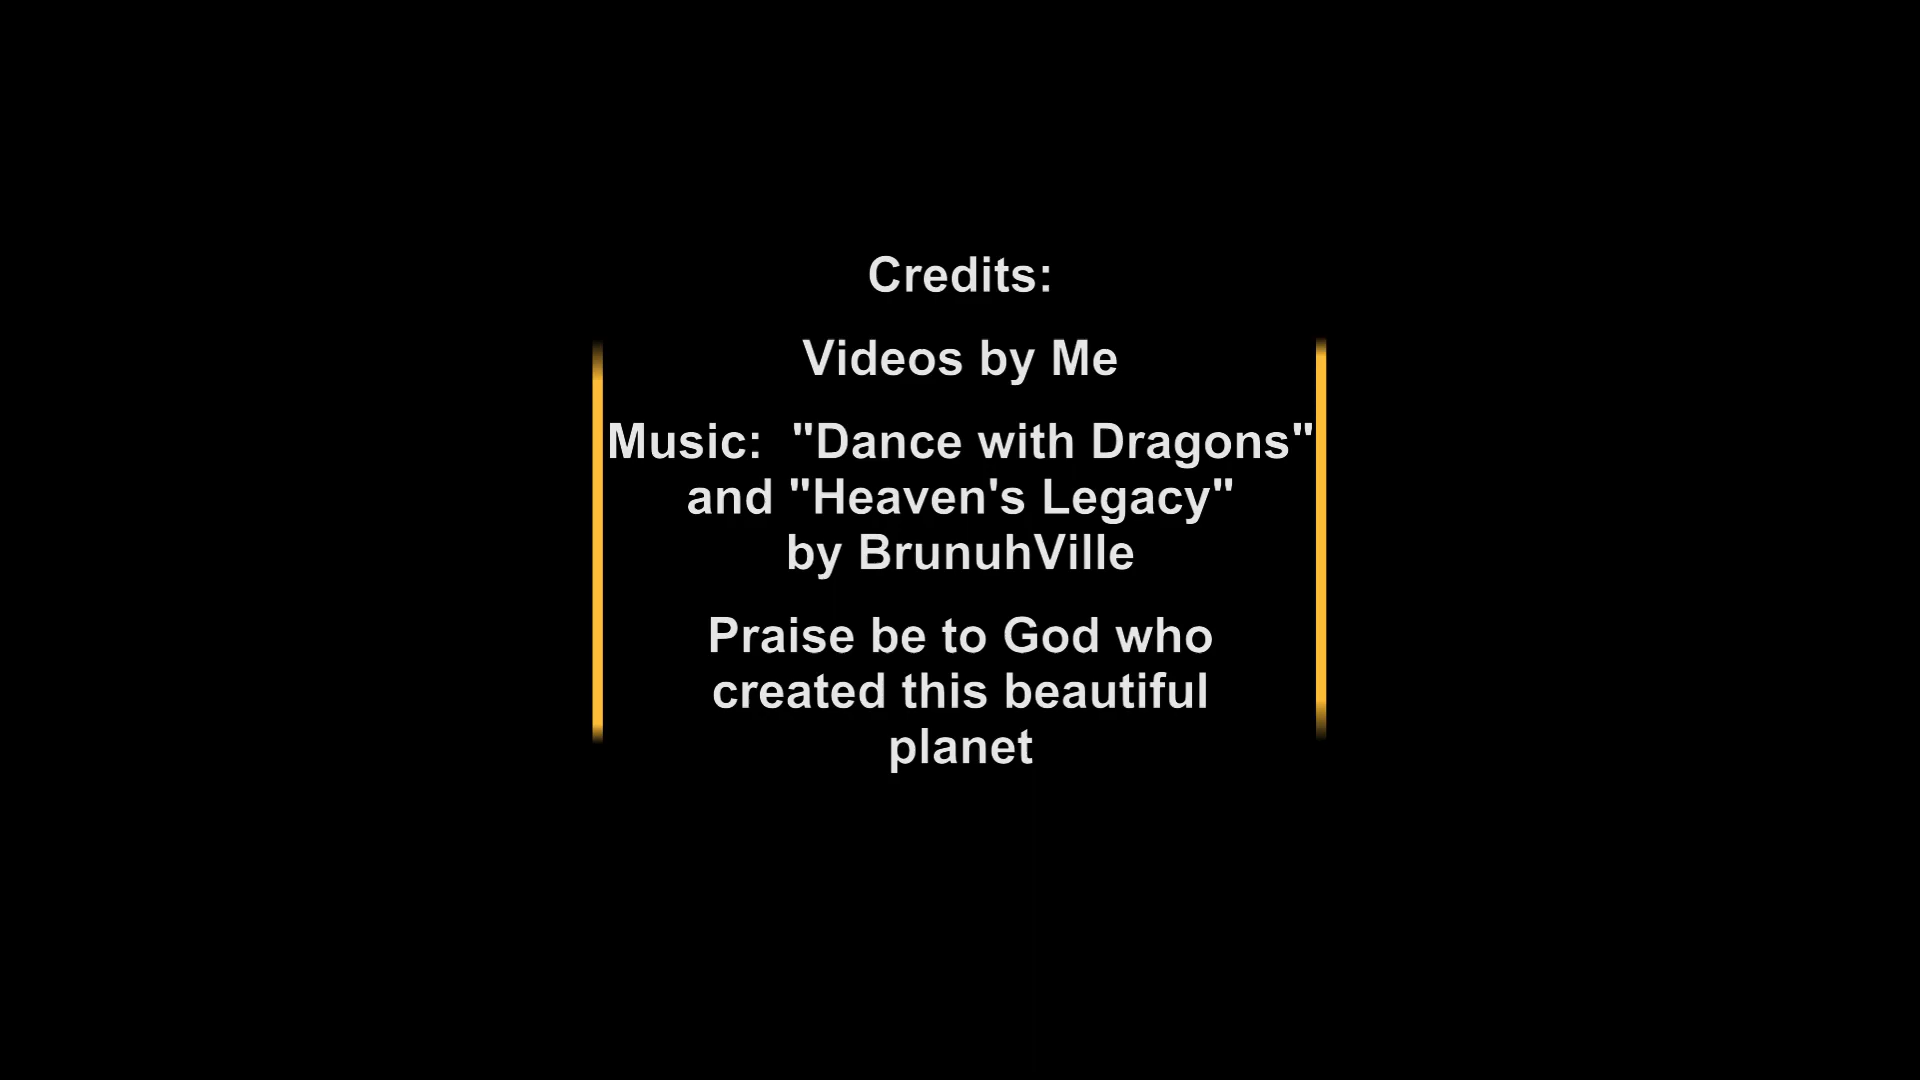 Credits:
Videos by Me
Music:  "Dance with Dragons"
and "Heaven's Legacy"
by BrunuhVille
Praise be to God who
created this beautiful
planet